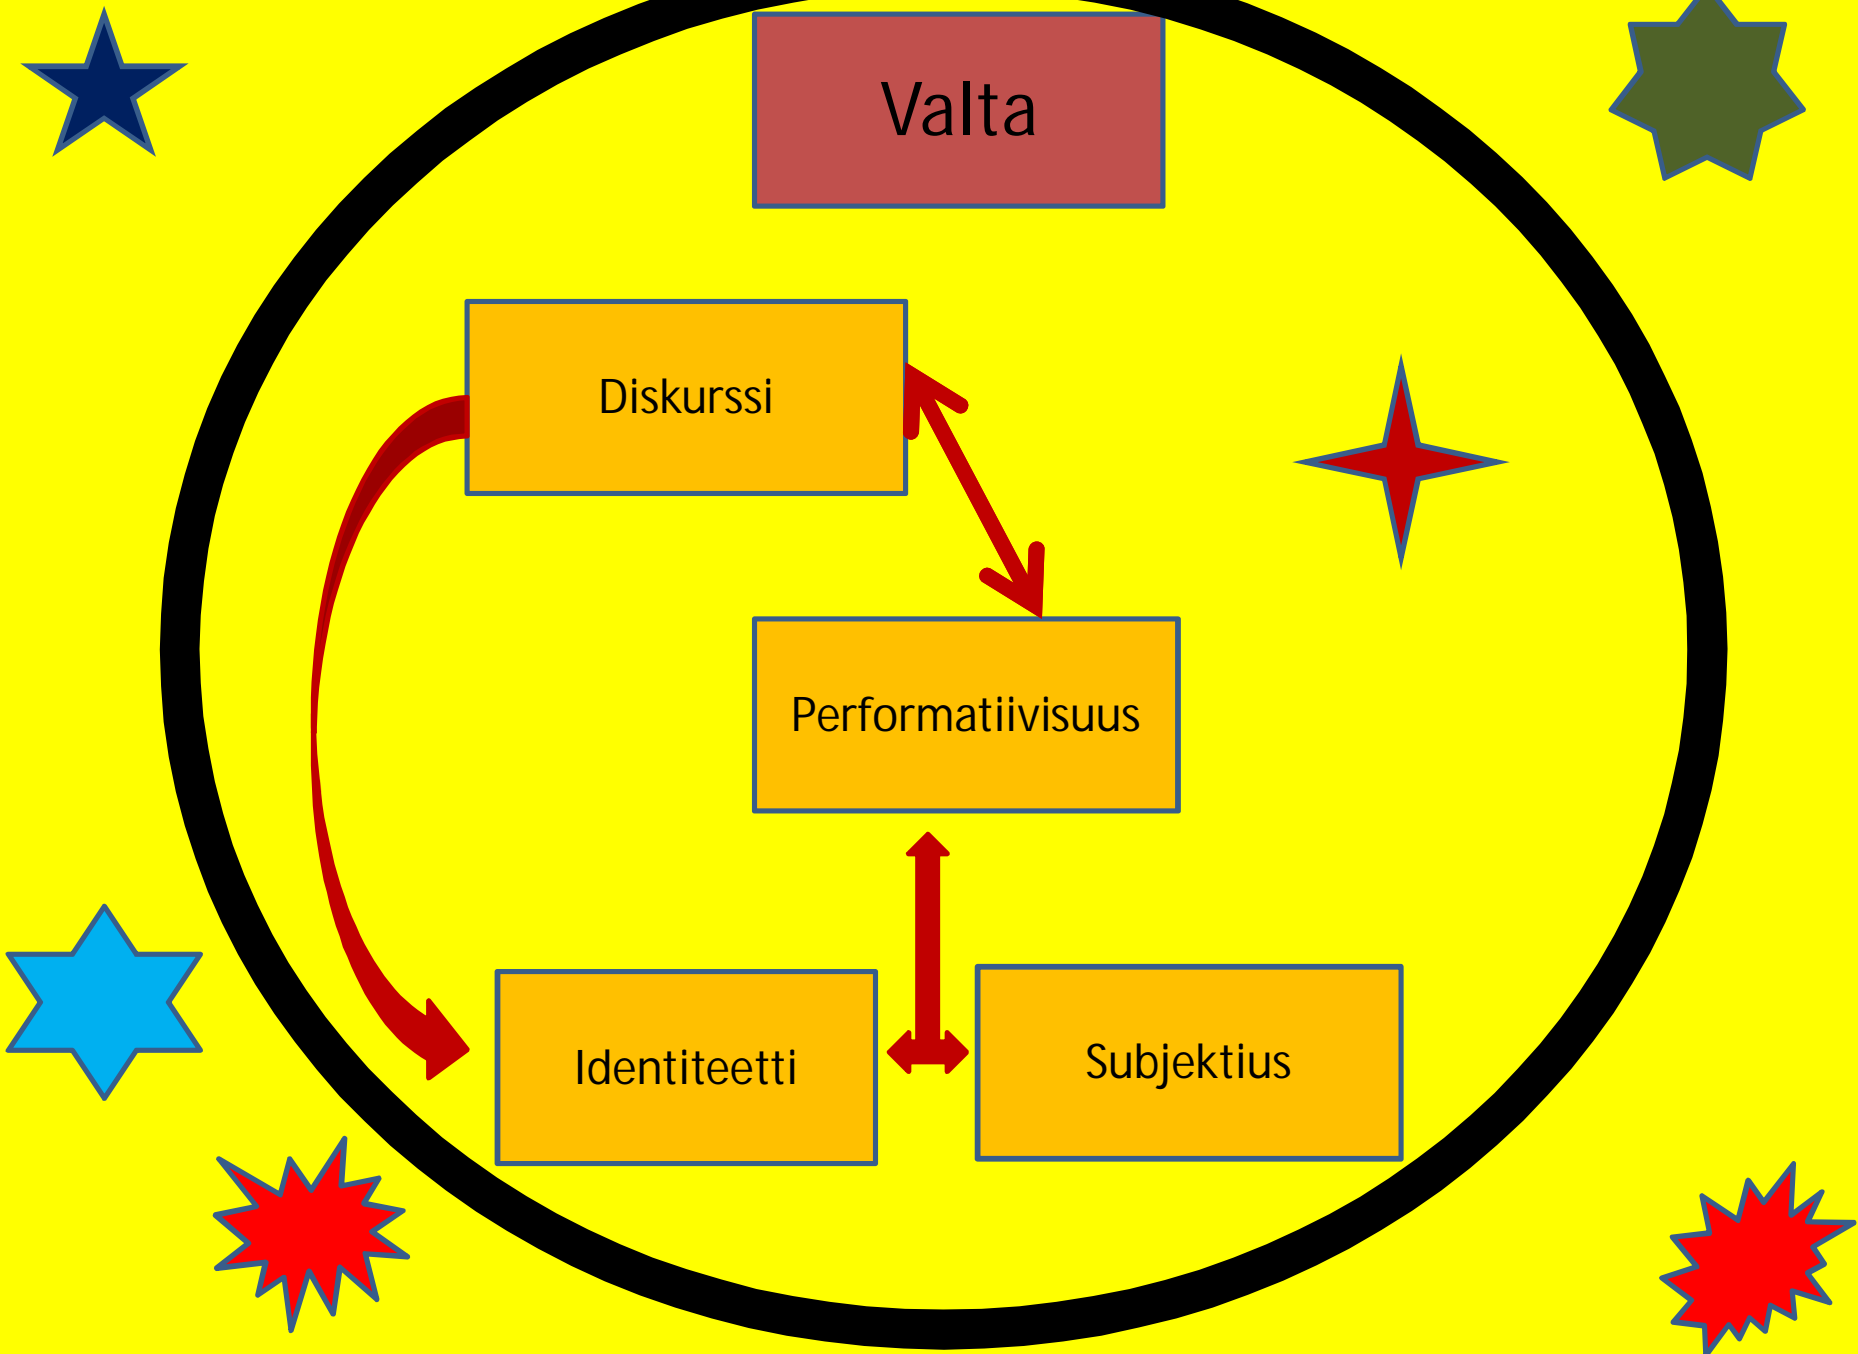 Valta
Diskurssi
Performatiivisuus
Identiteetti
Subjektius